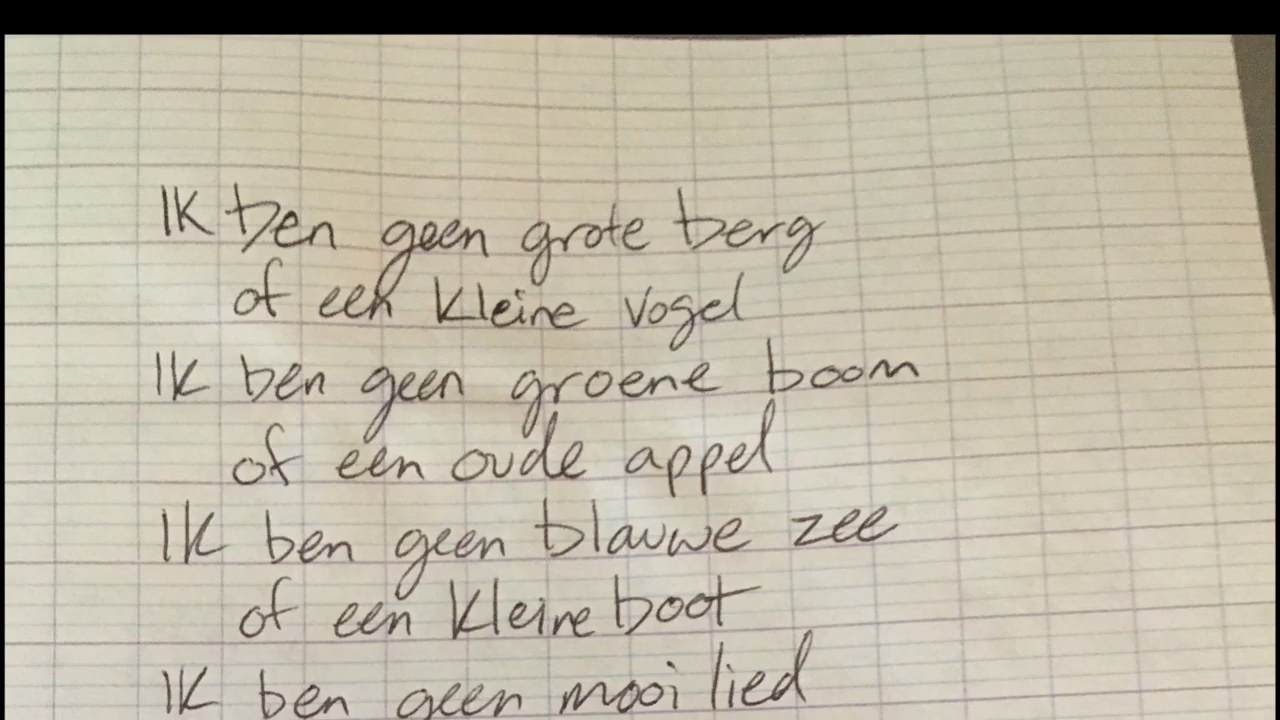 Ik ben geen grote berg
of een kleine vogel
Ik ben geen groene boom
of een oude appel
Ik ben geen blauwe zee
of een kleine boot
Ik ben geen mooi lied